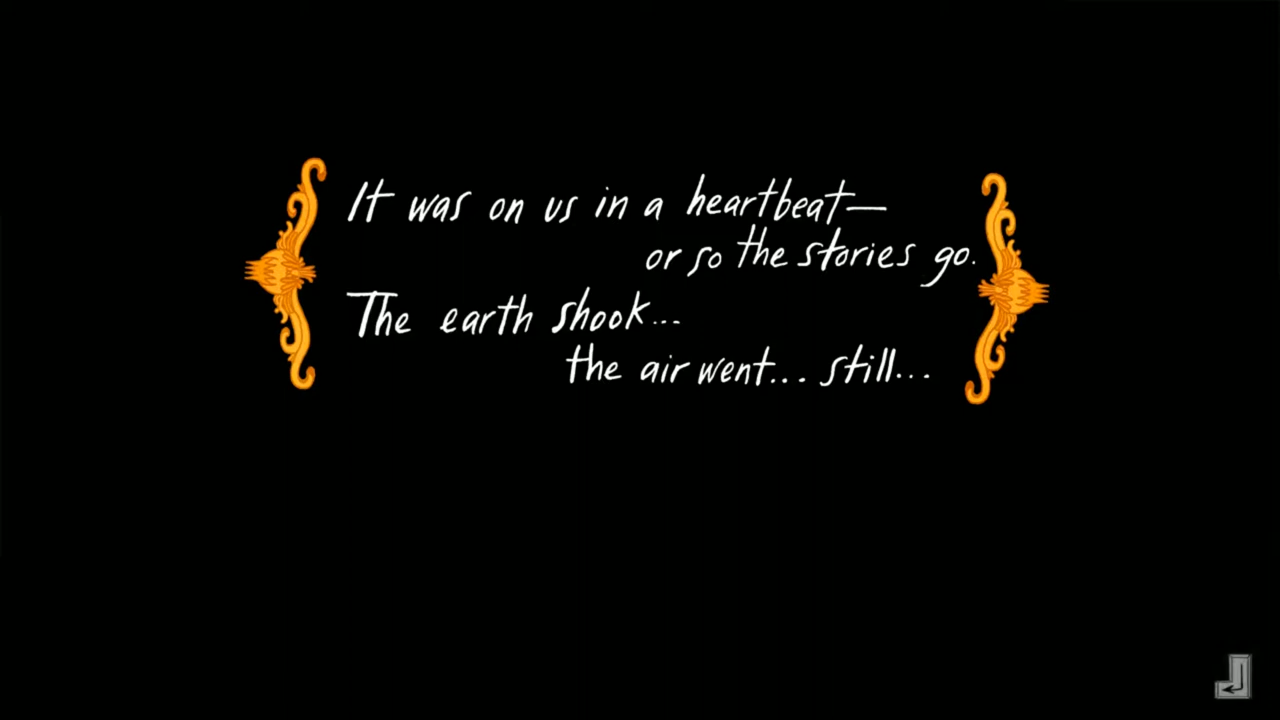 It was on us in a heartbeat—
or so the stories go.
The earth shook...
the air went... still...